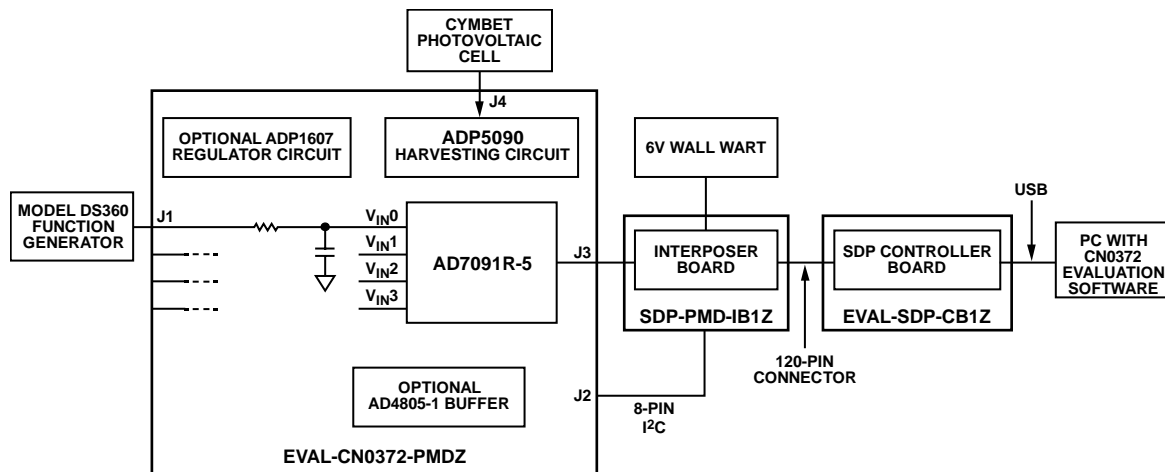 CYMBET
PHOTOVOLTAIC
CELL
J4
OPTIONAL ADP1607
REGULATOR CIRCUIT
ADP5090
HARVESTING CIRCUIT
6V WALL WART
USB
MODEL DS360
FUNCTION
GENERATOR
J1
VIN0
VIN1
VIN2
VIN3
AD7091R-5
J3
INTERPOSER
BOARD
SDP-PMD-IB1Z
SDP CONTROLLER
BOARD
EVAL-SDP-CB1Z
PC WITH
CN0372
EVALUATION
SOFTWARE
120-PIN
CONNECTOR
OPTIONAL
AD4805-1 BUFFER
J2
8-PIN
I2C
EVAL-CN0372-PMDZ